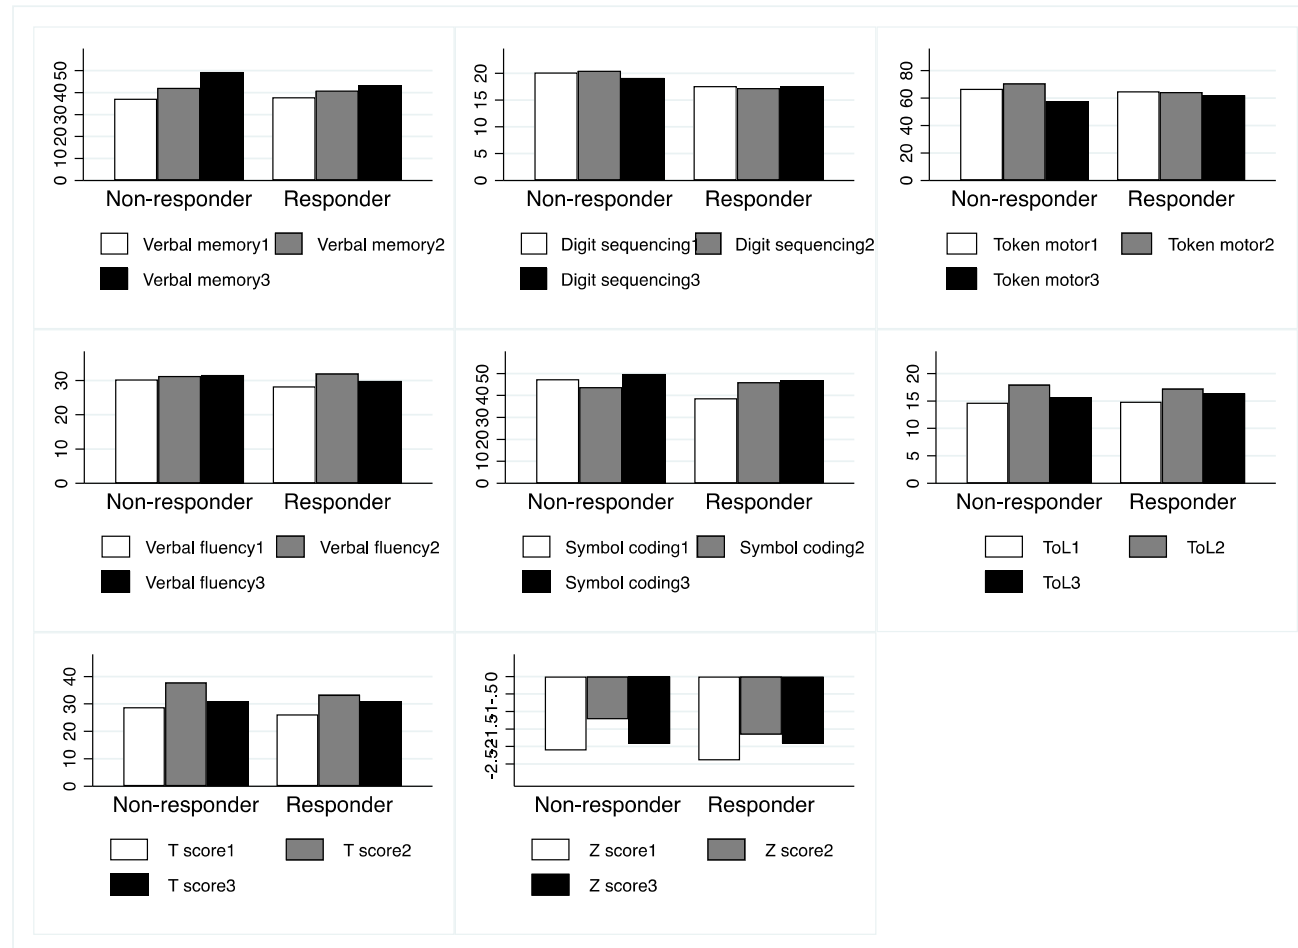 0 10 20 30 40 50
Non-responder Responder
Verbal memory1 Verbal memory2
Verbal memory3
0 5 10 15 20
Non-responder Responder
Digit sequencing1 Digit sequencing2
Digit sequencing3
0 20 40 60 80
Non-responder Responder
Token motor1 Token motor2
Token motor3
0 10 20 30
Non-responder Responder
Verbal fluency1 Verbal fluency2
Verbal fluency3
0 10 20 30 40 50
Non-responder Responder
Symbol coding1 Symbol coding2
Symbol coding3
0 5 10 15 20
Non-responder Responder
ToL1 ToL2
ToL3
0 10 20 30 40
Non-responder Responder
T score1 T score2
T score3
-2.5 -2 -1.5 -1 -.5 0
Non-responder Responder
Z score1 Z score2
Z score3